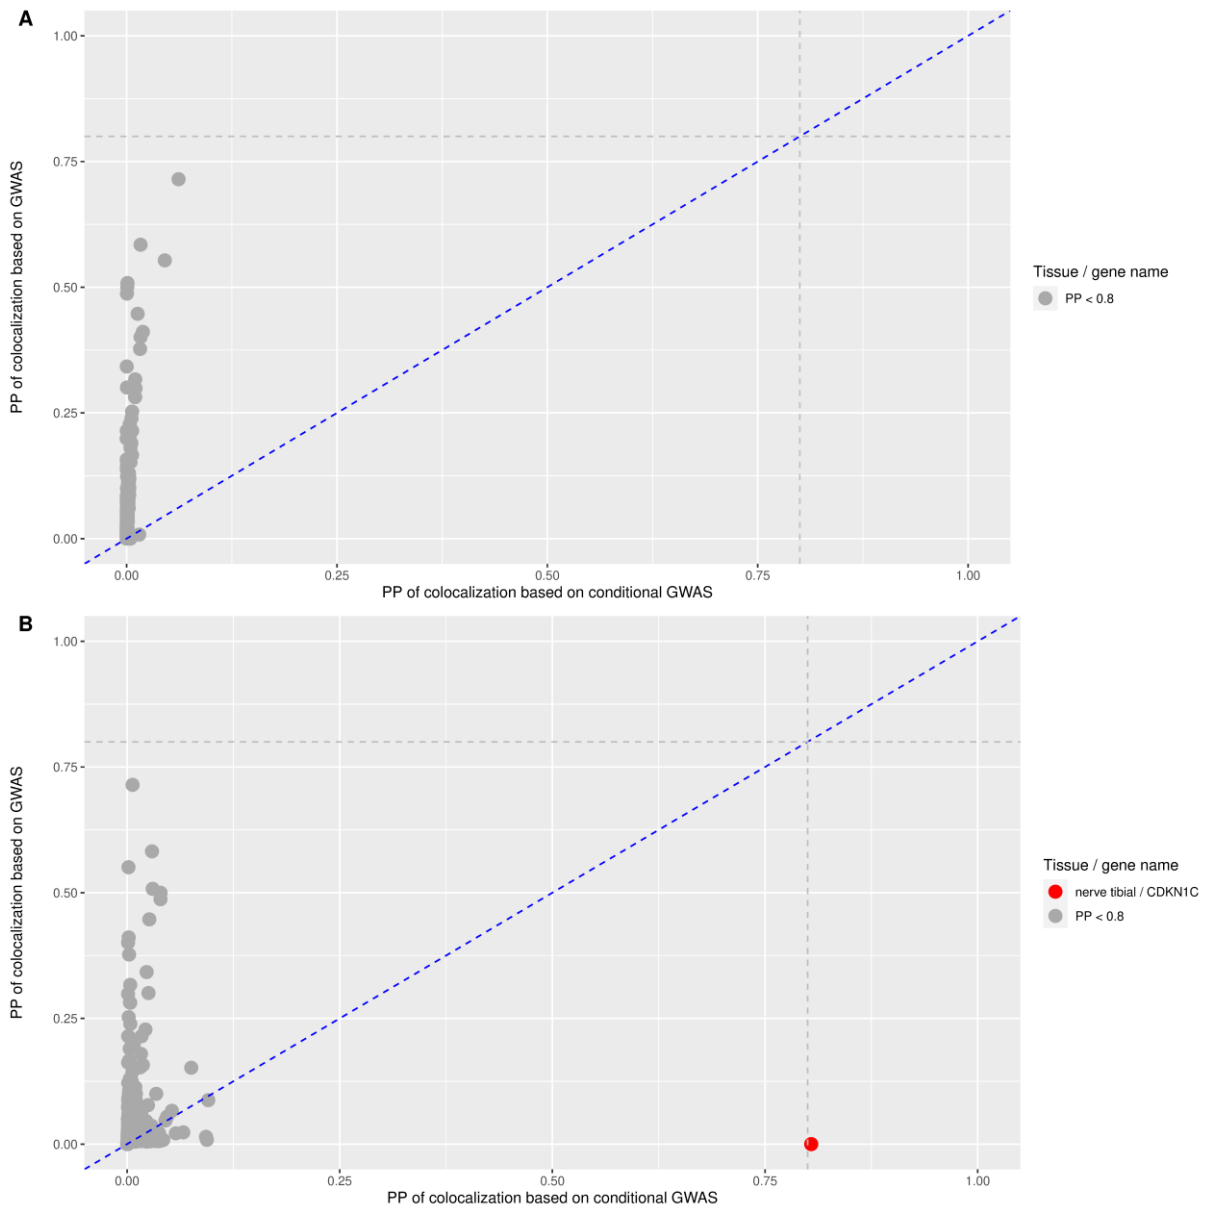 A
1.00
0.75
0.50
0.25
0.00
PP of colocalization based on GWAS
0.00 0.25 0.50 0.75 1.00
PP of colocalization based on conditional GWAS
Tissue / gene name
PP < 0.8
B
1.00
0.75
0.50
0.25
0.00
PP of colocalization based on GWAS
0.00 0.25 0.50 0.75 1.00
PP of colocalization based on conditional GWAS
Tissue / gene name
nerve tibial / CDKN1C
PP < 0.8